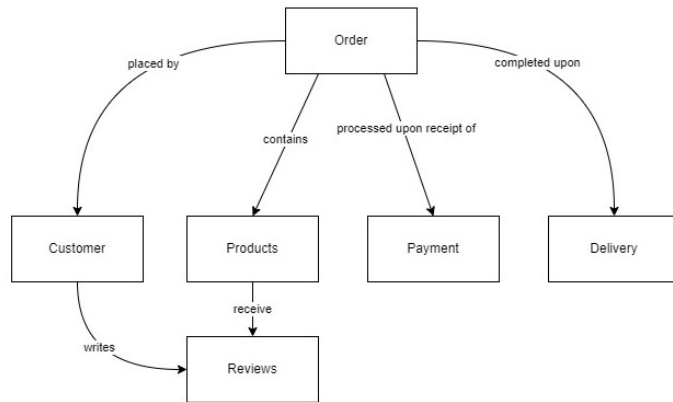 Order
placed by
completed upon
contains
processed upon receipt of
Customer
Products
Payment
Delivery
receive
writes
Reviews